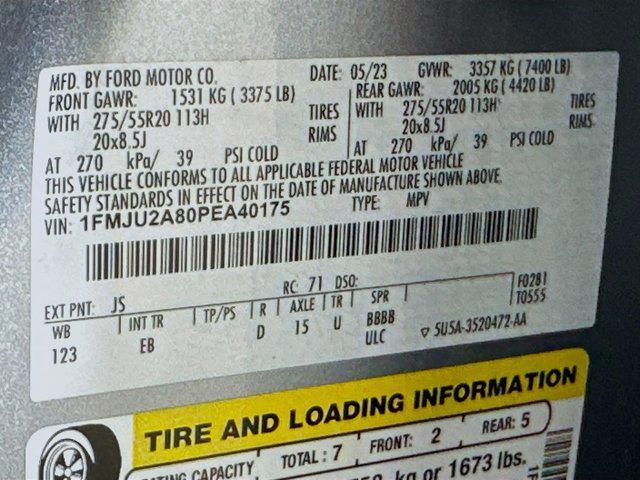 MFD. BY FORD MOTOR CO. DATE: 05/23 GVWR: 3357 KG ( 7400 LB)
FRONT GAWR: 1531 KG ( 3375 LB) REAR GAWR: 2005 KG ( 4420 LB)
WITH 275/55R20 113H TIRES WITH 275/55R20 113H TIRES
20x8.5J RIMS 20x8.5J RIMS
AT 270 kPa/ 39 PSI COLD AT 270 kPa/ 39 PSI COLD
THIS VEHICLE CONFORMS TO ALL APPLICABLE FEDERAL MOTOR VEHICLE
SAFETY STANDARDS IN EFFECT ON THE DATE OF MANUFACTURE SHOWN ABOVE.
VIN: 1FMJU2A80PEA40175 TYPE: MPV
EXT PNT: JS RC: 71 DSO: F0281
T0555
WB INT TR TP/PS R AXLE TR SPR
123 EB D 15 U BBBB
ULC ▽ 5U5A-3520472-AA
TIRE AND LOADING INFORMATION
CAPACITY TOTAL : 7 FRONT: 2 REAR: 5
kg or 1673 lbs.